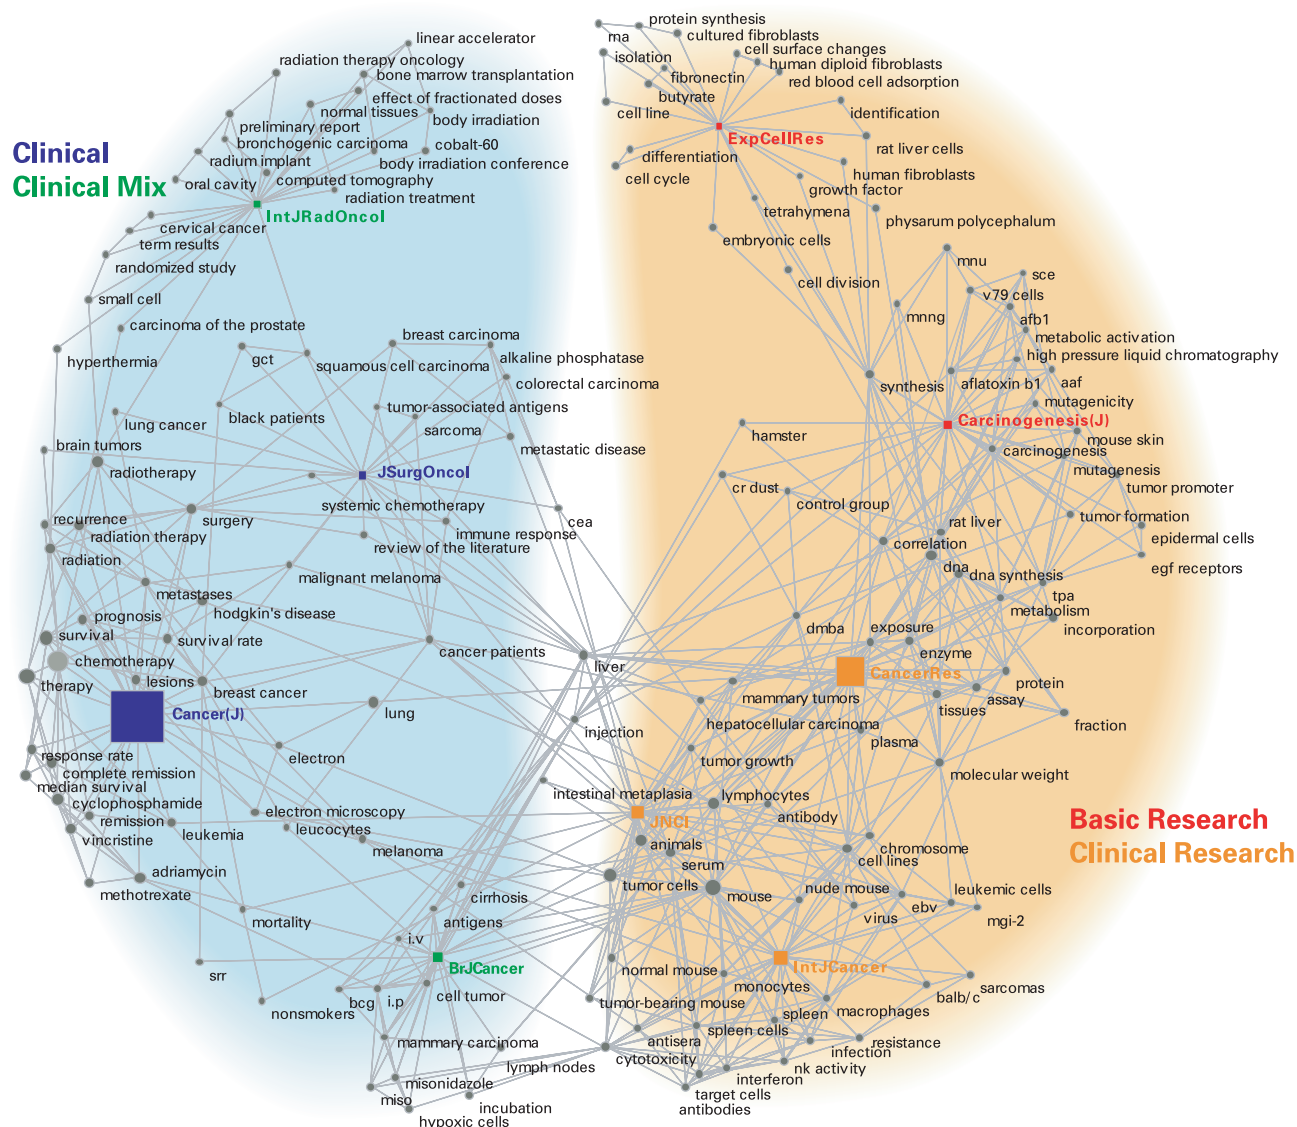 linear accelerator
radiation therapy oncology
bone marrow transplantation
effect of fractionated doses
normal tissues
body irradiation
preliminary report
bronchogenic carcinoma
cobalt-60
radium implant
body irradiation conference
oral cavity
computed tomography
radiation treatment
IntJRadOncol
cervical cancer
term results
randomized study
small cell
carcinoma of the prostate
hyperthermia
gct
squamous cell carcinoma
breast carcinoma
alkaline phosphatase
colorectal carcinoma
black patients
tumor-associated antigens
sarcoma
lung cancer
metastatic disease
brain tumors
radiotherapy
JSurgOncol
systemic chemotherapy
cea
immune response
review of the literature
surgery
recurrence
radiation therapy
radiation
malignant melanoma
metastases
hodgkin's disease
prognosis
survival
survival rate
cancer patients
chemotherapy
therapy
lesions
breast cancer
Cancer(J)
lung
liver
injection
response rate
complete remission
median survival
cyclophosphamide
remission
vincristine
leukemia
electron
electron microscopy
leucocytes
melanoma
intestinal metaplasia
adriamycin
methotrexate
mortality
cirrhosis
antigens
i.v
srr
BrJCancer
nonsmokers
bcg
i.p
cell tumor
mammary carcinoma
lymph nodes
misonidazole
miso
incubation
hypoxic cells
Clinical
Clinical Mix
protein synthesis
rna
cultured fibroblasts
isolation
cell surface changes
human diploid fibroblasts
fibronectin
red blood cell adsorption
butyrate
cell line
identification
ExpCellRes
differentiation
rat liver cells
cell cycle
human fibroblasts
growth factor
tetrahymena
physarum polycephalum
embryonic cells
cell division
mnu
sce
v79 cells
mnng
afb1
metabolic activation
high pressure liquid chromatography
synthesis
aflatoxin b1
aaf
mutagenicity
Carcinogenesis(J)
hamster
mouse skin
carcinogenesis
mutagenesis
cr dust
tumor promoter
control group
tumor formation
rat liver
epidermal cells
correlation
dna
dna synthesis
egf receptors
tpa
metabolism
incorporation
dmba
exposure
enzyme
CancerRes
protein
mammary tumors
assay
tissues
hepatocellular carcinoma
fraction
plasma
tumor growth
molecular weight
lymphocytes
antibody
JNCI
animals
chromosome
cell lines
serum
tumor cells
mouse
nude mouse
leukemic cells
ebv
virus
mgi-2
normal mouse
IntJCancer
monocytes
sarcomas
balb/c
tumor-bearing mouse
macrophages
spleen
spleen cells
antisera
resistance
infection
cytotoxicity
nk activity
interferon
target cells
antibodies
Basic Research
Clinical Research